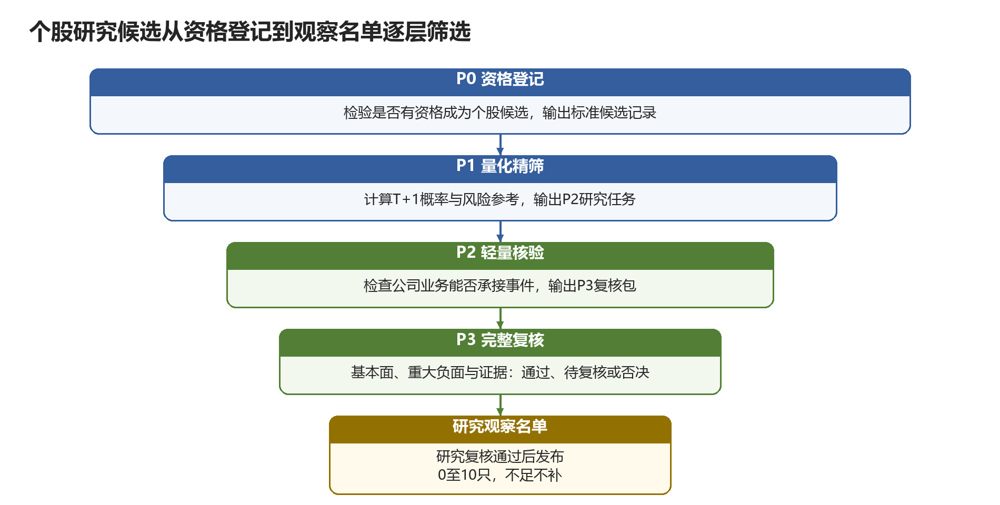 个股研究候选从资格登记到观察名单逐层筛选
P0 资格登记
检验是否有资格成为个股候选，输出标准候选记录
P1 量化精筛
计算T+1概率与风险参考，输出P2研究任务
P2 轻量核验
检查公司业务能否承接事件，输出P3复核包
P3 完整复核
基本面、重大负面与证据：通过、待复核或否决
研究观察名单
研究复核通过后发布
0至10只，不足不补